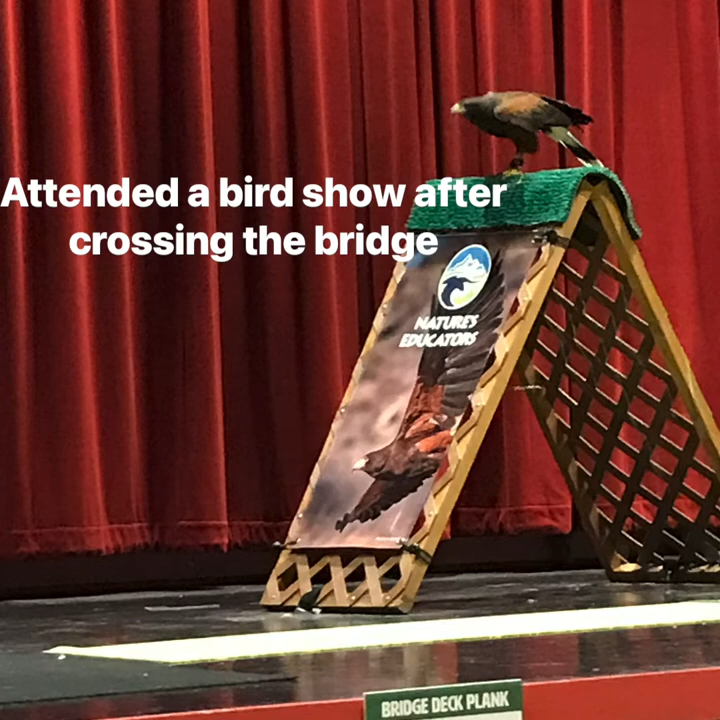 Attended a bird show after
crossing the bridge
NATURE'S
EDUCATORS
BRIDGE DECK PLANK